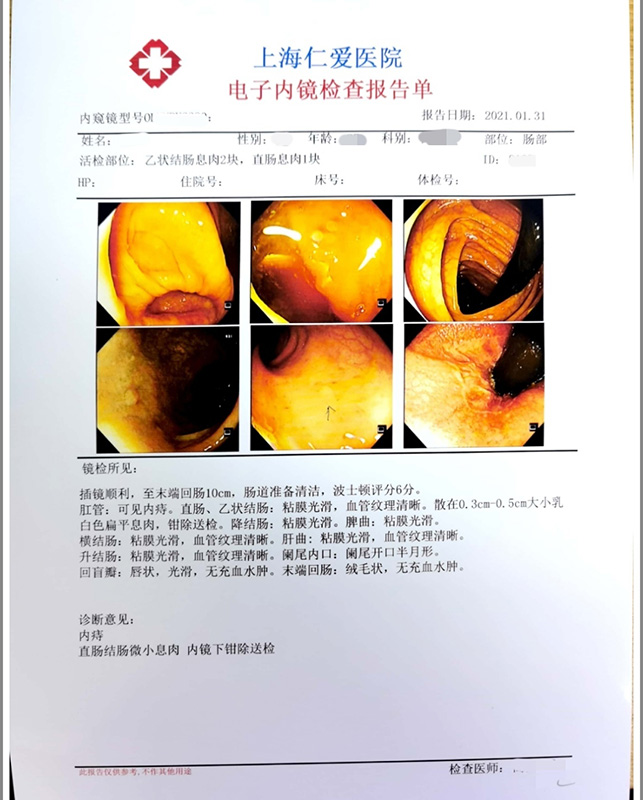 上海仁爱医院
电子内镜检查报告单
内窥镜型号O        : 报告日期: 2021.01.31
姓名: 性别: 年龄: 科别: 部位: 肠部
活检部位: 乙状结肠息肉2块, 直肠息肉1块 ID:
HP: 住院号: 床号: 体检号:
镜检所见:
插镜顺利, 至末端回肠10cm, 肠道准备清洁, 波士顿评分6分。
肛管: 可见内痔。直肠、乙状结肠: 粘膜光滑, 血管纹理清晰。散在0.3cm-0.5cm大小乳
白色扁平息肉, 钳除送检。降结肠: 粘膜光滑。脾曲: 粘膜光滑。
横结肠: 粘膜光滑, 血管纹理清晰。肝曲: 粘膜光滑, 血管纹理清晰。
升结肠: 粘膜光滑, 血管纹理清晰。阑尾内口: 阑尾开口半月形。
回盲瓣: 唇状, 光滑, 无充血水肿。末端回肠: 绒毛状, 无充血水肿。
诊断意见:
内痔
直肠结肠微小息肉 内镜下钳除送检
此报告仅供参考, 不作其他用途 检查医师: